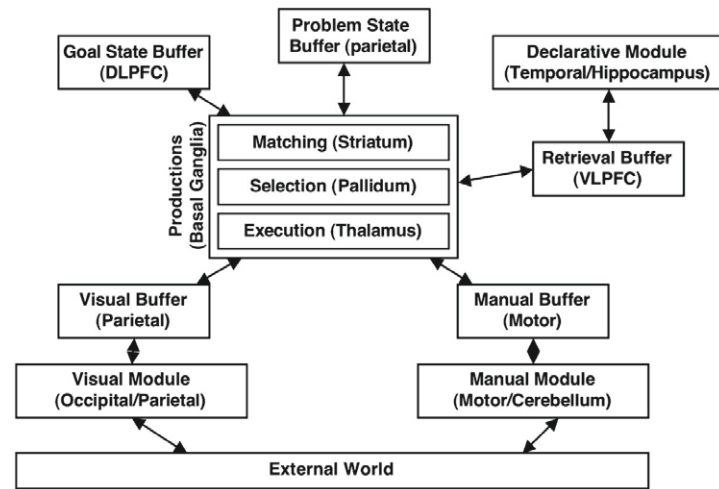 Problem State
Buffer (parietal)
Goal State Buffer
(DLPFC)
Declarative Module
(Temporal/Hippocampus)
Productions
(Basal Ganglia)
Matching (Striatum)
Selection (Pallidum)
Execution (Thalamus)
Retrieval Buffer
(VLPFC)
Visual Buffer
(Parietal)
Manual Buffer
(Motor)
Visual Module
(Occipital/Parietal)
Manual Module
(Motor/Cerebellum)
External World